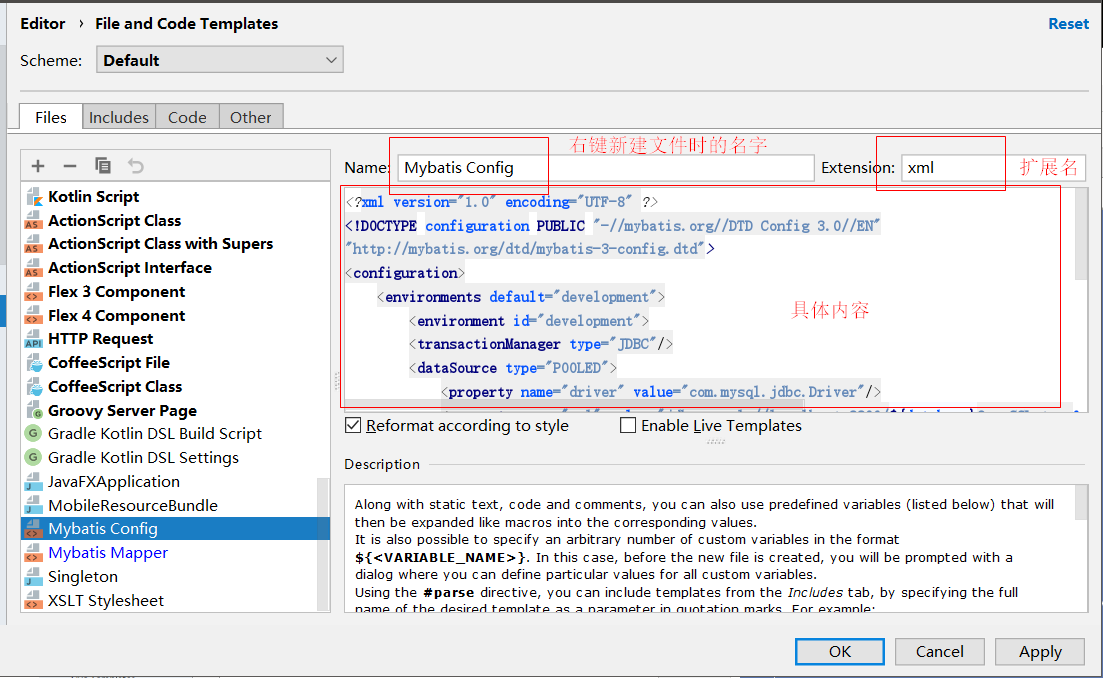 Editor › File and Code Templates
Reset
Scheme: Default
Files Includes Code Other
右键新建文件时的名字
Name: Mybatis Config
Extension: xml
扩展名
Kotlin Script
ActionScript Class
ActionScript Class with Supers
ActionScript Interface
Flex 3 Component
Flex 4 Component
HTTP Request
CoffeeScript File
CoffeeScript Class
Groovy Server Page
Gradle Kotlin DSL Build Script
Gradle Kotlin DSL Settings
JavaFXApplication
MobileResourceBundle
Mybatis Config
Mybatis Mapper
Singleton
XSLT Stylesheet
<?xml version="1.0" encoding="UTF-8" ?>
<!DOCTYPE configuration PUBLIC "-//mybatis.org//DTD Config 3.0//EN"
"http://mybatis.org/dtd/mybatis-3-config.dtd">
<configuration>
<environments default="development">
具体内容
<environment id="development">
<transactionManager type="JDBC"/>
<dataSource type="POOLED">
<property name="driver" value="com.mysql.jdbc.Driver"/>
Reformat according to style
Enable Live Templates
Description
Along with static text, code and comments, you can also use predefined variables (listed below) that will
then be expanded like macros into the corresponding values.
It is also possible to specify an arbitrary number of custom variables in the format
${<VARIABLE_NAME>}. In this case, before the new file is created, you will be prompted with a
dialog where you can define particular values for all custom variables.
Using the #parse directive, you can include templates from the Includes tab, by specifying the full
name of the desired template as a parameter in quotation marks. For example:
OK Cancel Apply